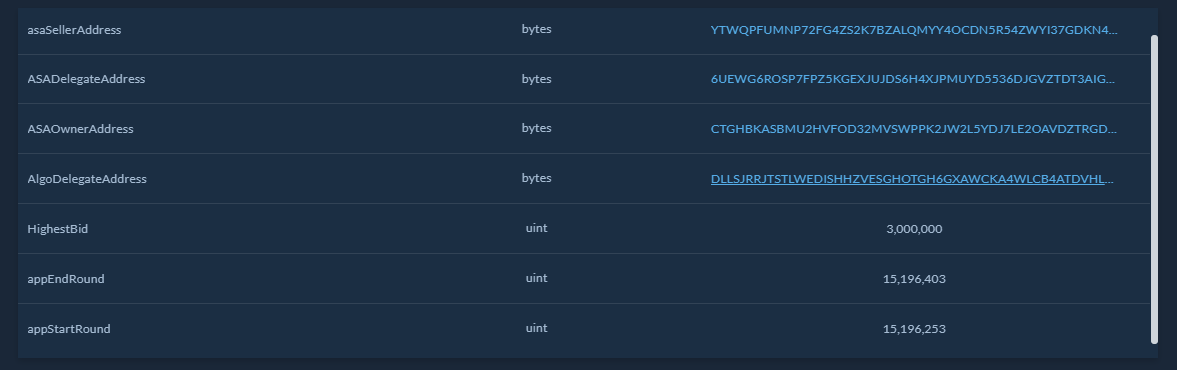 asaSellerAddress bytes YTWQPFUMNP72FG4ZS2K7BZALQMYY4OCDN5R54ZWYI37GDKN4...
ASADelegateAddress bytes 6UEWG6ROSP7FPZ5KGEXJUJDS6H4XJPMUYD5536DJGVZTDT3AIG...
ASAOwnerAddress bytes CTGHBKASBMU2HVFOD32MVSWPPK2JW2L5YDJ7LE2OAVDZTRGD...
AlgoDelegateAddress bytes DLLSJRRJTSTLWEDISHHZVESGHOTGH6GXAWCKA4WLCB4ATDVHL...
HighestBid uint 3,000,000
appEndRound uint 15,196,403
appStartRound uint 15,196,253